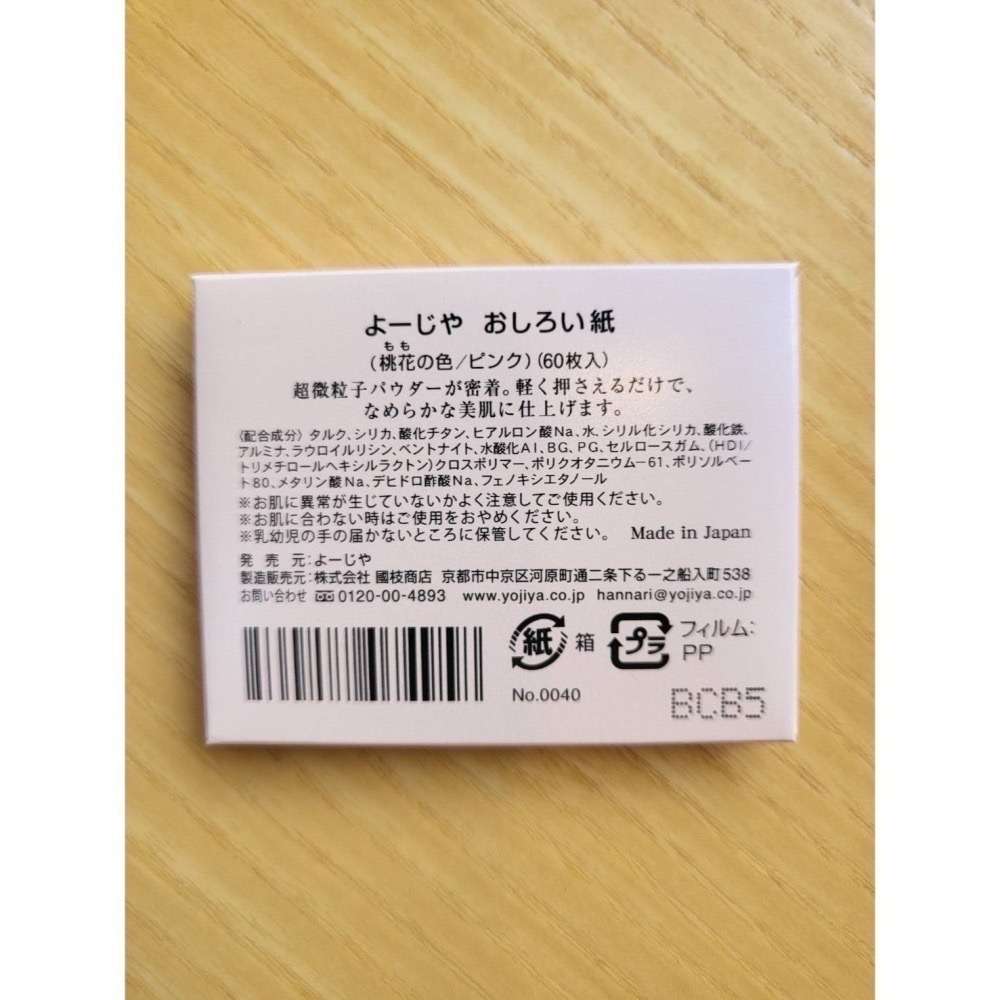 よーじや おしろい紙
もも
(桃花の色/ピンク)(60枚入)
超微粒子パウダーが密着。軽く押さえるだけで、
なめらかな美肌に仕上げます。
〈配合成分〉タルク、シリカ、酸化チタン、ヒアルロン酸Na、水、シリル化シリカ、酸化鉄、
アルミナ、ラウロイルリシン、ベントナイト、水酸化Al、BG、PG、セルロースガム、(HDI/
トリメチロールヘキシルラクトン)クロスポリマー、ポリクオタニウム-61、ポリソルベー
ト80、メタリン酸Na、デヒドロ酢酸Na、フェノキシエタノール
※お肌に異常が生じていないかよく注意してご使用ください。
※お肌に合わない時はご使用をおやめください。
※乳幼児の手の届かないところに保管してください。 Made in Japan
発売元:よーじや
製造販売元:株式会社 國枝商店 京都市中京区河原町通二条下る一之船入町538
お問い合わせ 0120-00-4893 www.yojiya.co.jp hannari@yojiya.co.jp
紙 箱 プラ フィルム:
PP
No.0040
BCB5